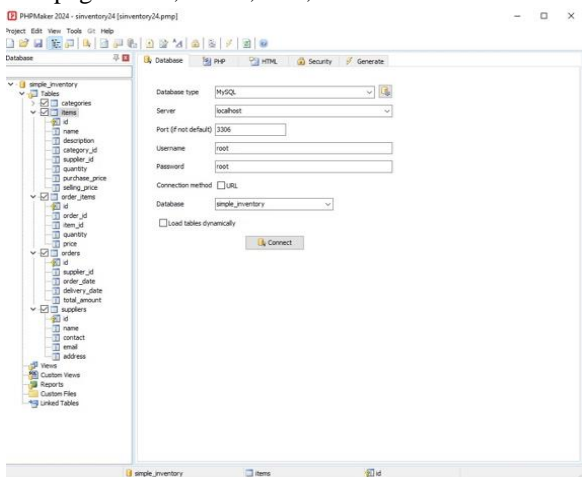 PHPMaker 2024 - sinventory24 [sinventory24.pmp]
Project Edit View Tools Git Help
Database
Database PHP HTML Security Generate
simple_inventory
Tables
categories
items
id
name
description
category_id
supplier_id
quantity
purchase_price
selling_price
order_items
id
order_id
item_id
quantity
price
orders
id
supplier_id
order_date
delivery_date
total_amount
suppliers
id
name
contact
email
address
Views
Custom Views
Reports
Custom Files
Linked Tables
Database type MySQL
Server localhost
Port (if not default) 3306
Username root
Password root
Connection method URL
Database simple_inventory
Load tables dynamically
Connect
simple_inventory items id